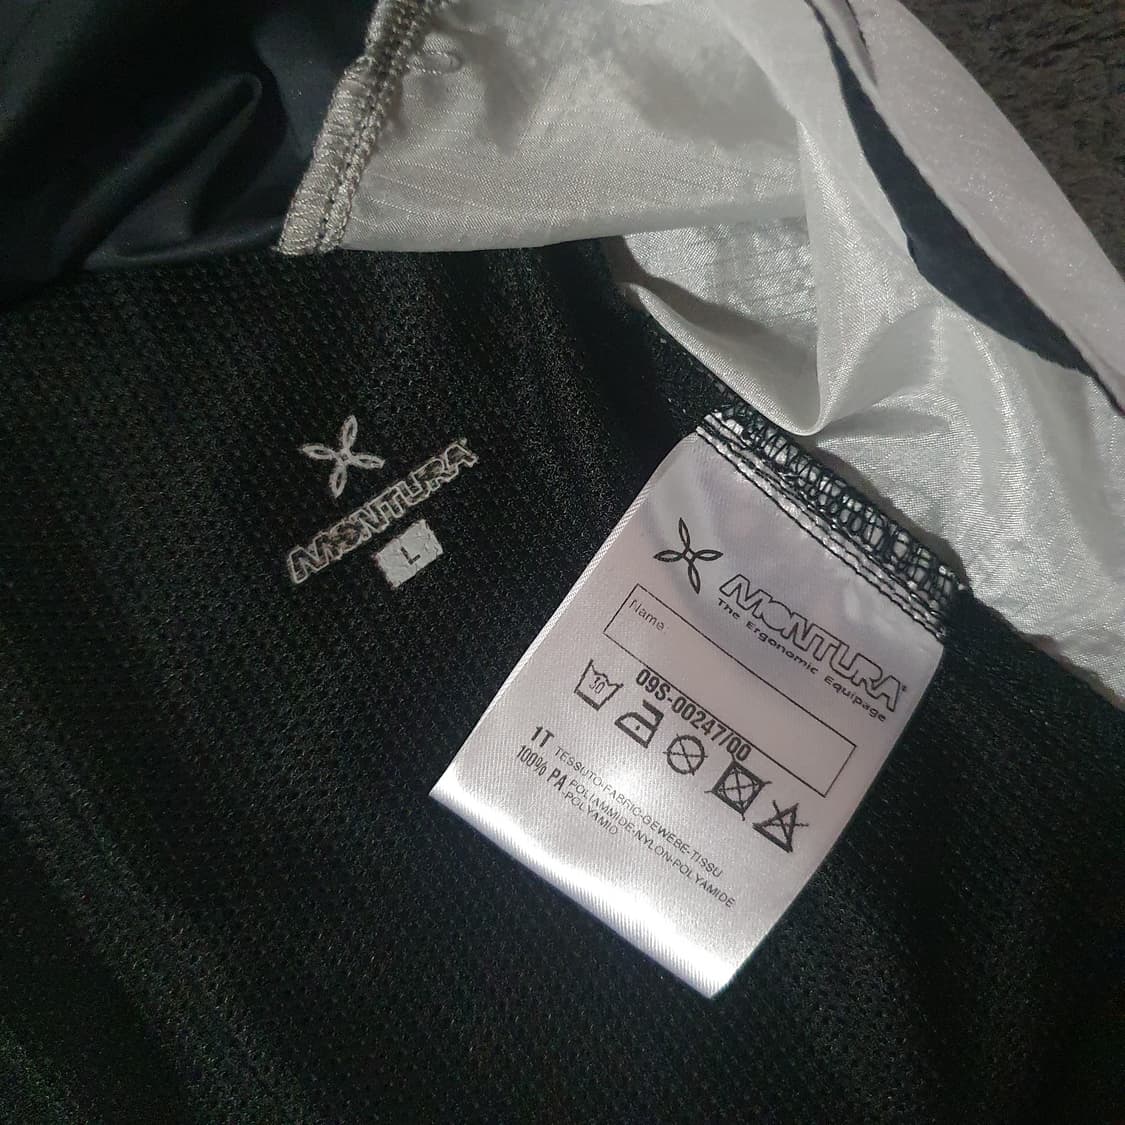 MONTURA
L
MONTURA
The Ergonomic Equipage
Name.
09S-00247/00
30
1T TESSUTO-FABRIC-GEWEBE-TISSU
100% PA POLIAMMIDE-NYLON-POLYAMIDE
-POLYAMID